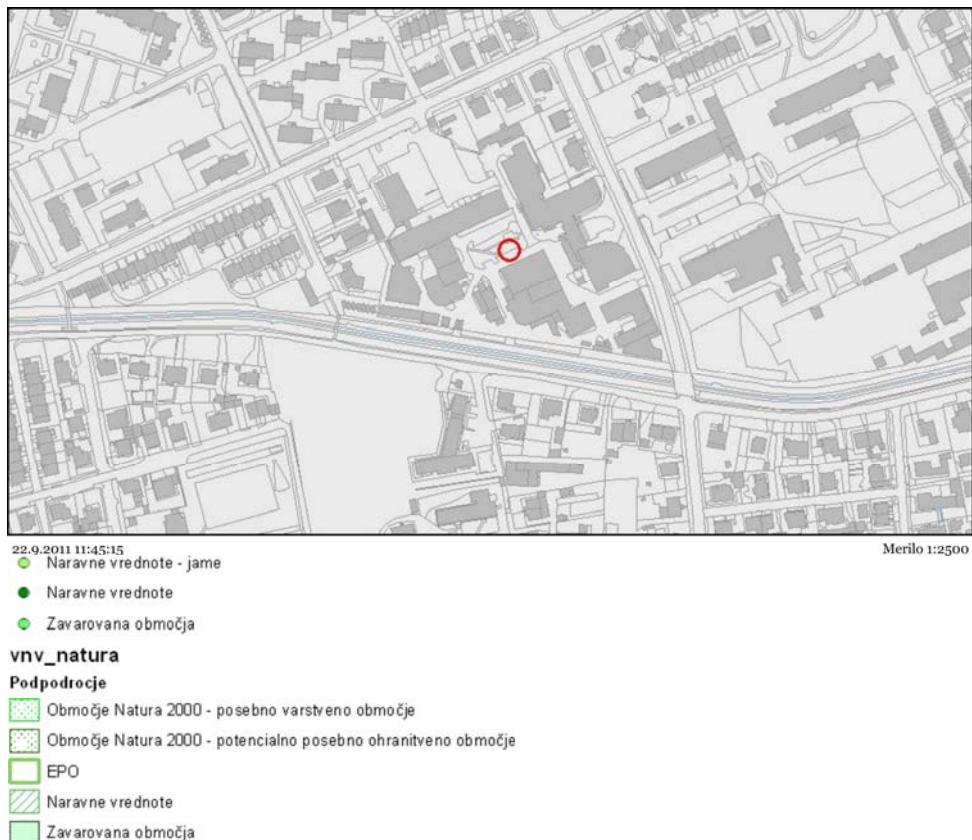 22.9.2011 11:45:15
Merilo 1:2500
Naravne vrednote - jame
Naravne vrednote
Zavarovana območja
vnv_natura
Podpodrocje
Območje Natura 2000 - posebno varstveno območje
Območje Natura 2000 - potencialno posebno ohranitveno območje
EPO
Naravne vrednote
Zavarovana območja